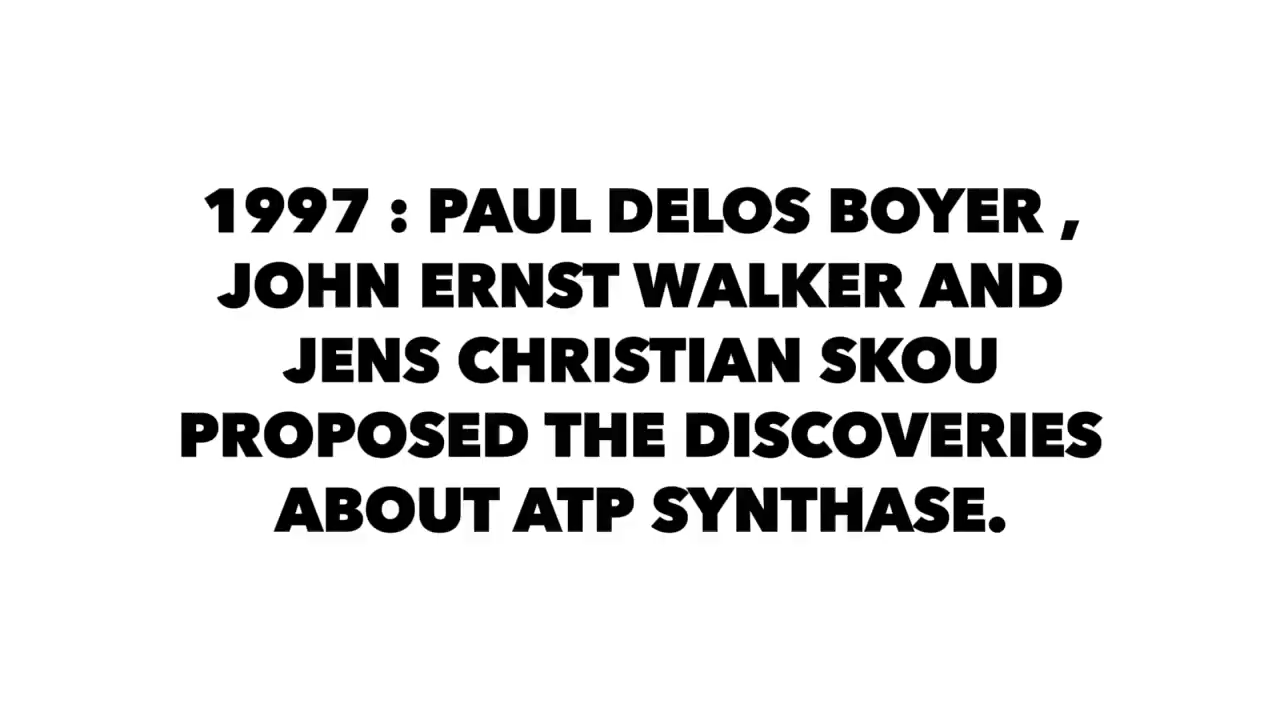 1997 : PAUL DELOS BOYER ,
JOHN ERNST WALKER AND
JENS CHRISTIAN SKOU
PROPOSED THE DISCOVERIES
ABOUT ATP SYNTHASE.